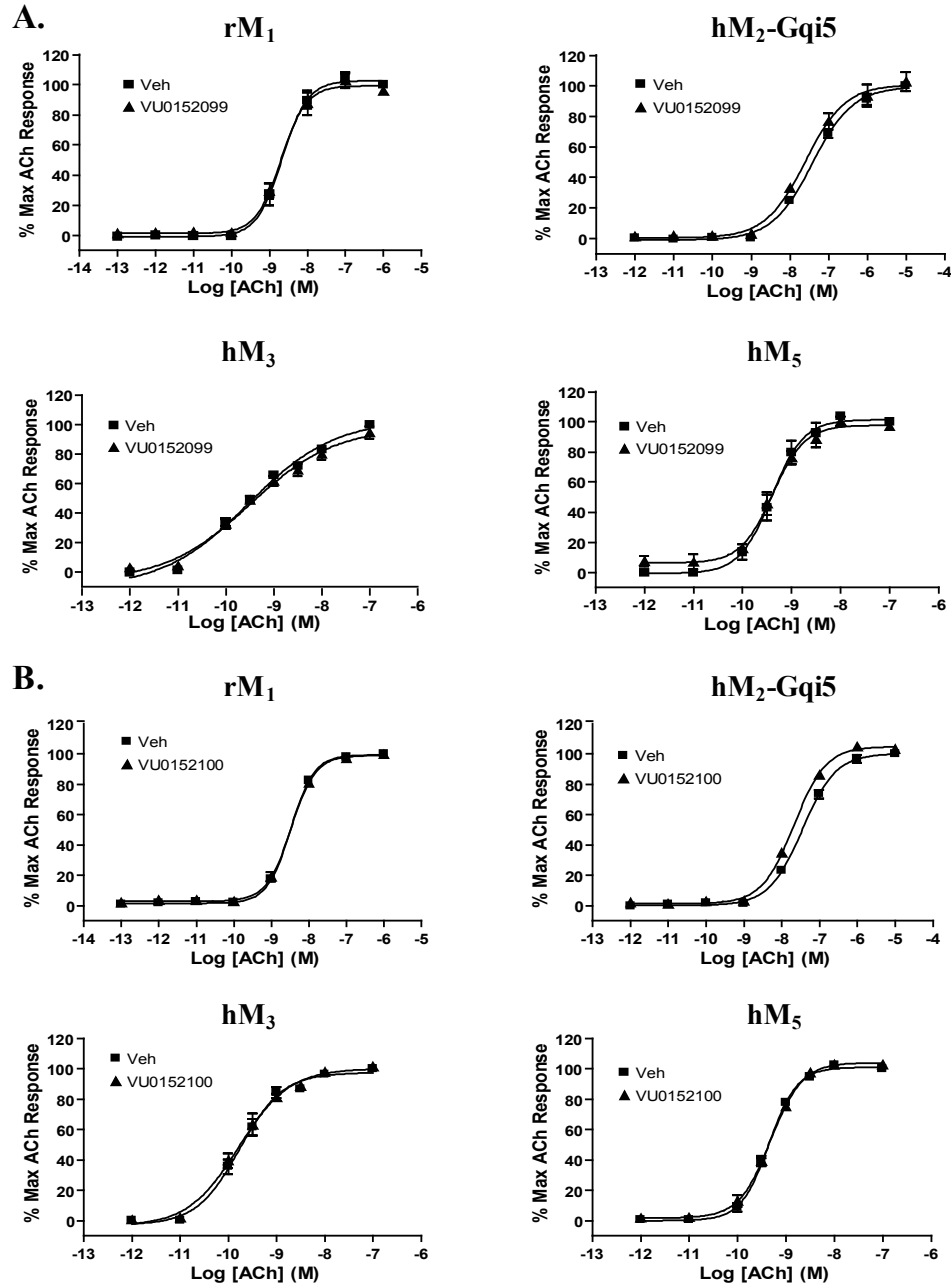 A.
rM₁
% Max ACh Response
120
100
80
60
40
20
0
Veh
VU0152099
-14 -13 -12 -11 -10 -9 -8 -7 -6 -5
Log [ACh] (M)
hM₂-Gqi5
% Max ACh Response
120
100
80
60
40
20
0
Veh
VU0152099
-13 -12 -11 -10 -9 -8 -7 -6 -5 -4
Log [ACh] (M)
hM₃
% Max ACh Response
120
100
80
60
40
20
0
Veh
VU0152099
-13 -12 -11 -10 -9 -8 -7 -6
Log [ACh] (M)
hM₅
% Max ACh Response
120
100
80
60
40
20
0
Veh
VU0152099
-13 -12 -11 -10 -9 -8 -7 -6
Log [ACh] (M)
B.
rM₁
% Max ACh Response
120
100
80
60
40
20
0
Veh
VU0152100
-14 -13 -12 -11 -10 -9 -8 -7 -6 -5
Log [ACh] (M)
hM₂-Gqi5
% Max ACh Response
120
100
80
60
40
20
0
Veh
VU0152100
-13 -12 -11 -10 -9 -8 -7 -6 -5 -4
Log [ACh] (M)
hM₃
% Max ACh Response
120
100
80
60
40
20
0
Veh
VU0152100
-13 -12 -11 -10 -9 -8 -7 -6
Log [ACh] (M)
hM₅
% Max ACh Response
120
100
80
60
40
20
0
Veh
VU0152100
-13 -12 -11 -10 -9 -8 -7 -6
Log [ACh] (M)